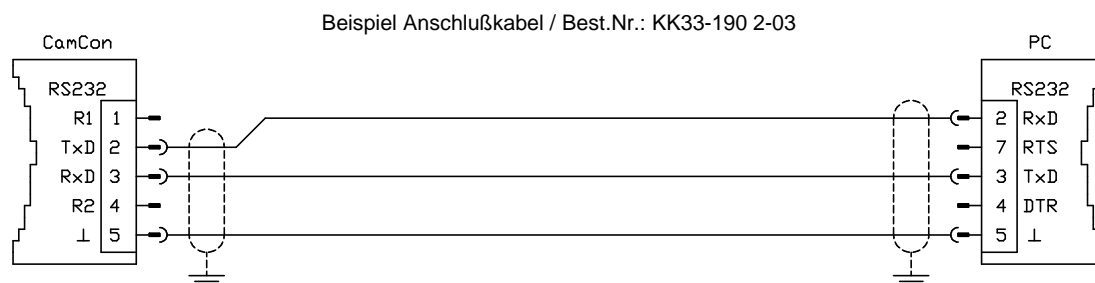 Beispiel Anschlußkabel / Best.Nr.: KK33-190 2-03
CamCon
PC
RS232
RS232
R1 1
2 RxD
TxD 2
7 RTS
RxD 3
3 TxD
R2 4
4 DTR
⊥ 5
5 ⊥